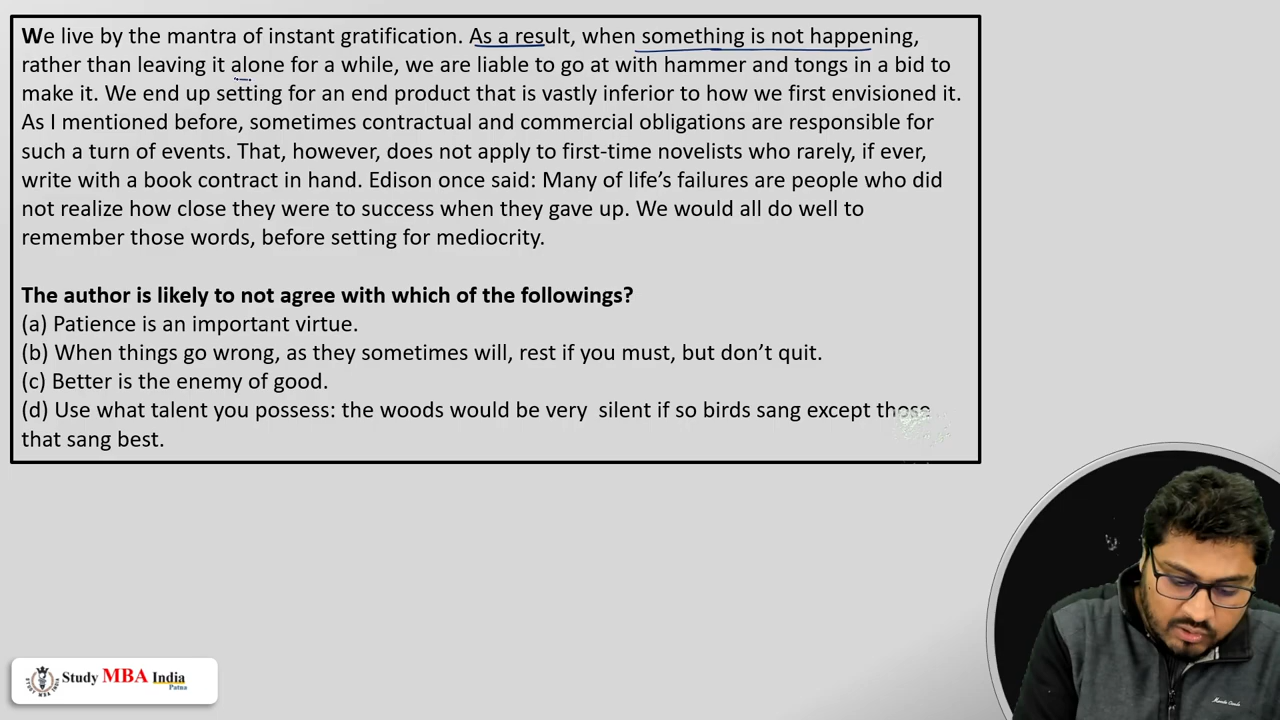 We live by the mantra of instant gratification. As a result, when something is not happening,
rather than leaving it alone for a while, we are liable to go at with hammer and tongs in a bid to
make it. We end up setting for an end product that is vastly inferior to how we first envisioned it.
As I mentioned before, sometimes contractual and commercial obligations are responsible for
such a turn of events. That, however, does not apply to first-time novelists who rarely, if ever,
write with a book contract in hand. Edison once said: Many of life's failures are people who did
not realize how close they were to success when they gave up. We would all do well to
remember those words, before setting for mediocrity.
The author is likely to not agree with which of the followings?
(a) Patience is an important virtue.
(b) When things go wrong, as they sometimes will, rest if you must, but don't quit.
(c) Better is the enemy of good.
(d) Use what talent you possess: the woods would be very silent if so birds sang except those
that sang best.
Study MBA India
Patna